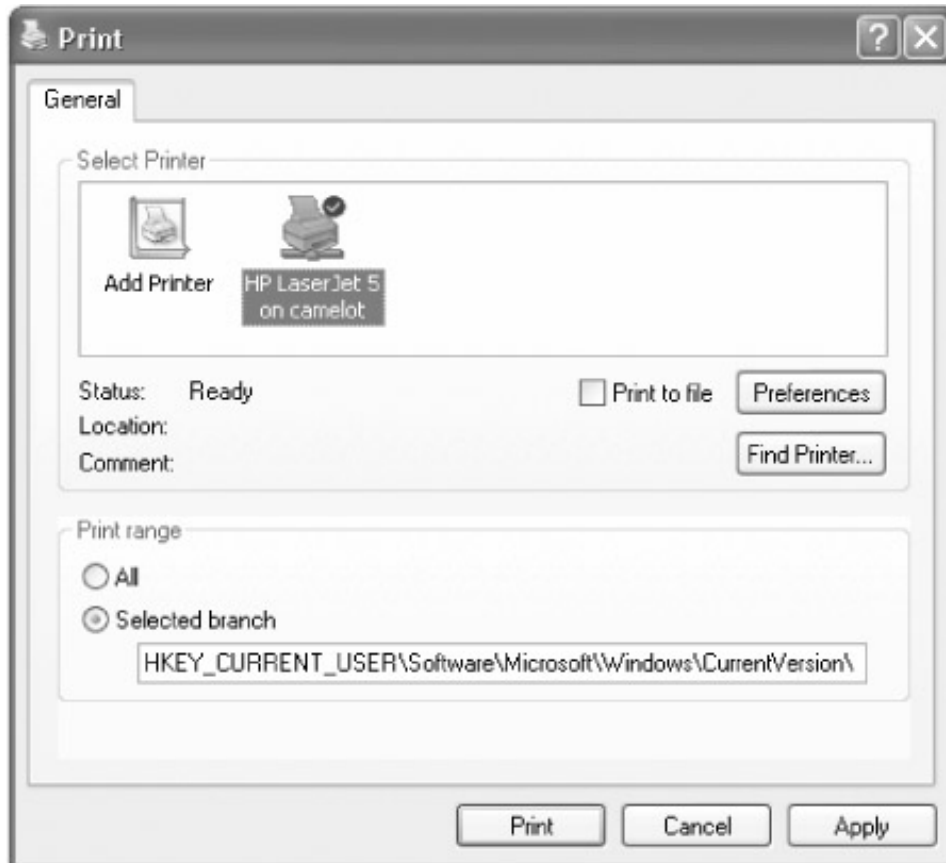 Print
General
Select Printer
Add Printer
HP LaserJet 5
on camelot
Status: Ready
Print to file
Preferences
Location:
Comment:
Find Printer...
Print range
All
Selected branch
HKEY_CURRENT_USER\Software\Microsoft\Windows\CurrentVersion\
Print
Cancel
Apply